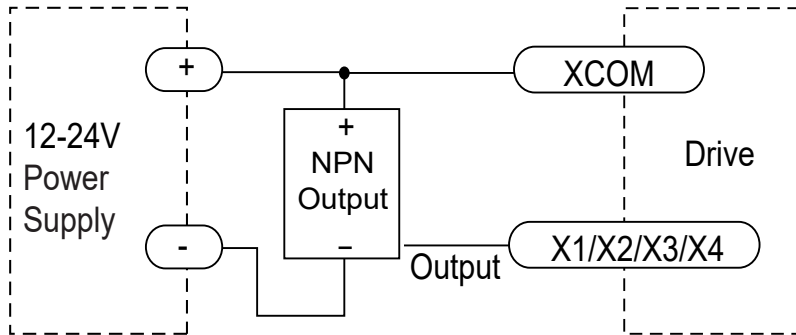 +
XCOM
12-24V
Power
Supply
+
NPN
Output
−
Drive
-
Output
X1/X2/X3/X4